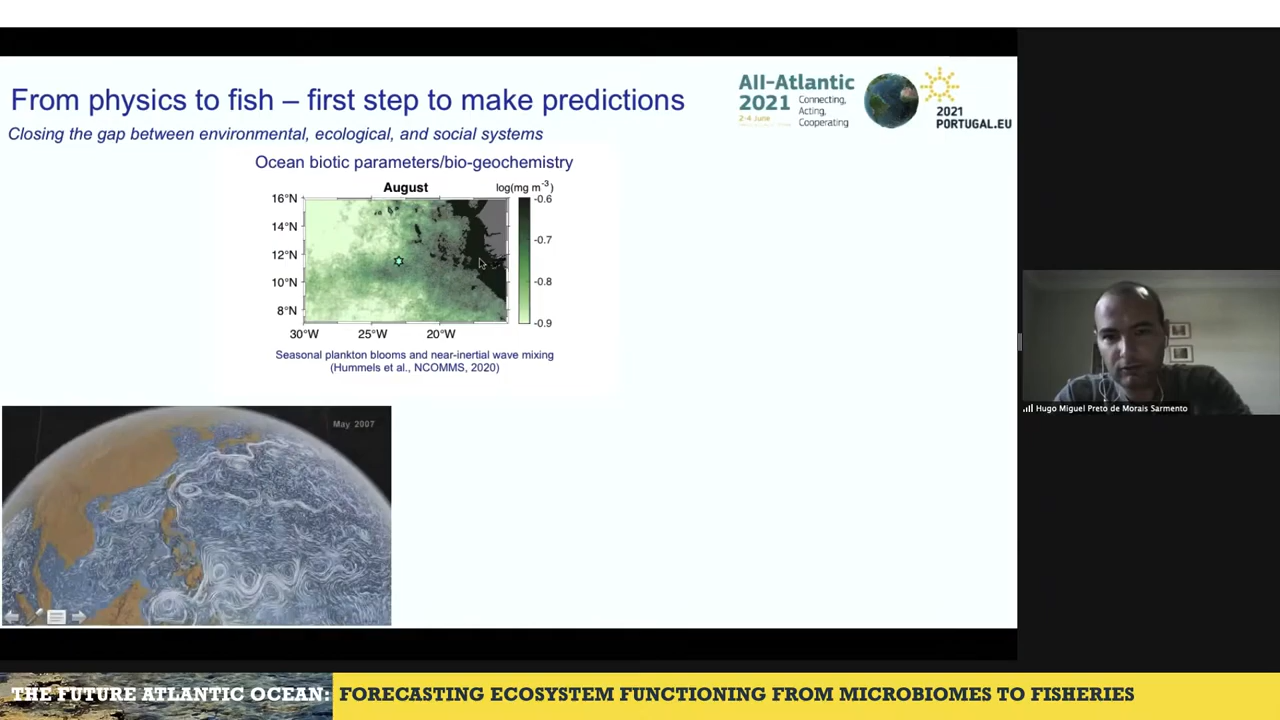 From physics to fish – first step to make predictions
Closing the gap between environmental, ecological, and social systems
All-Atlantic
2021
2-4 June
Connecting,
Acting,
Cooperating
2021
PORTUGAL.EU
Ocean biotic parameters/bio-geochemistry
August
log(mg m⁻³)
16°N
14°N
12°N
10°N
8°N
30°W
25°W
20°W
-0.6
-0.7
-0.8
-0.9
Seasonal plankton blooms and near-inertial wave mixing
(Hummels et al., NCOMMS, 2020)
May 2007
Hugo Miguel Preto de Morais Sarmento
THE FUTURE ATLANTIC OCEAN: FORECASTING ECOSYSTEM FUNCTIONING FROM MICROBIOMES TO FISHERIES